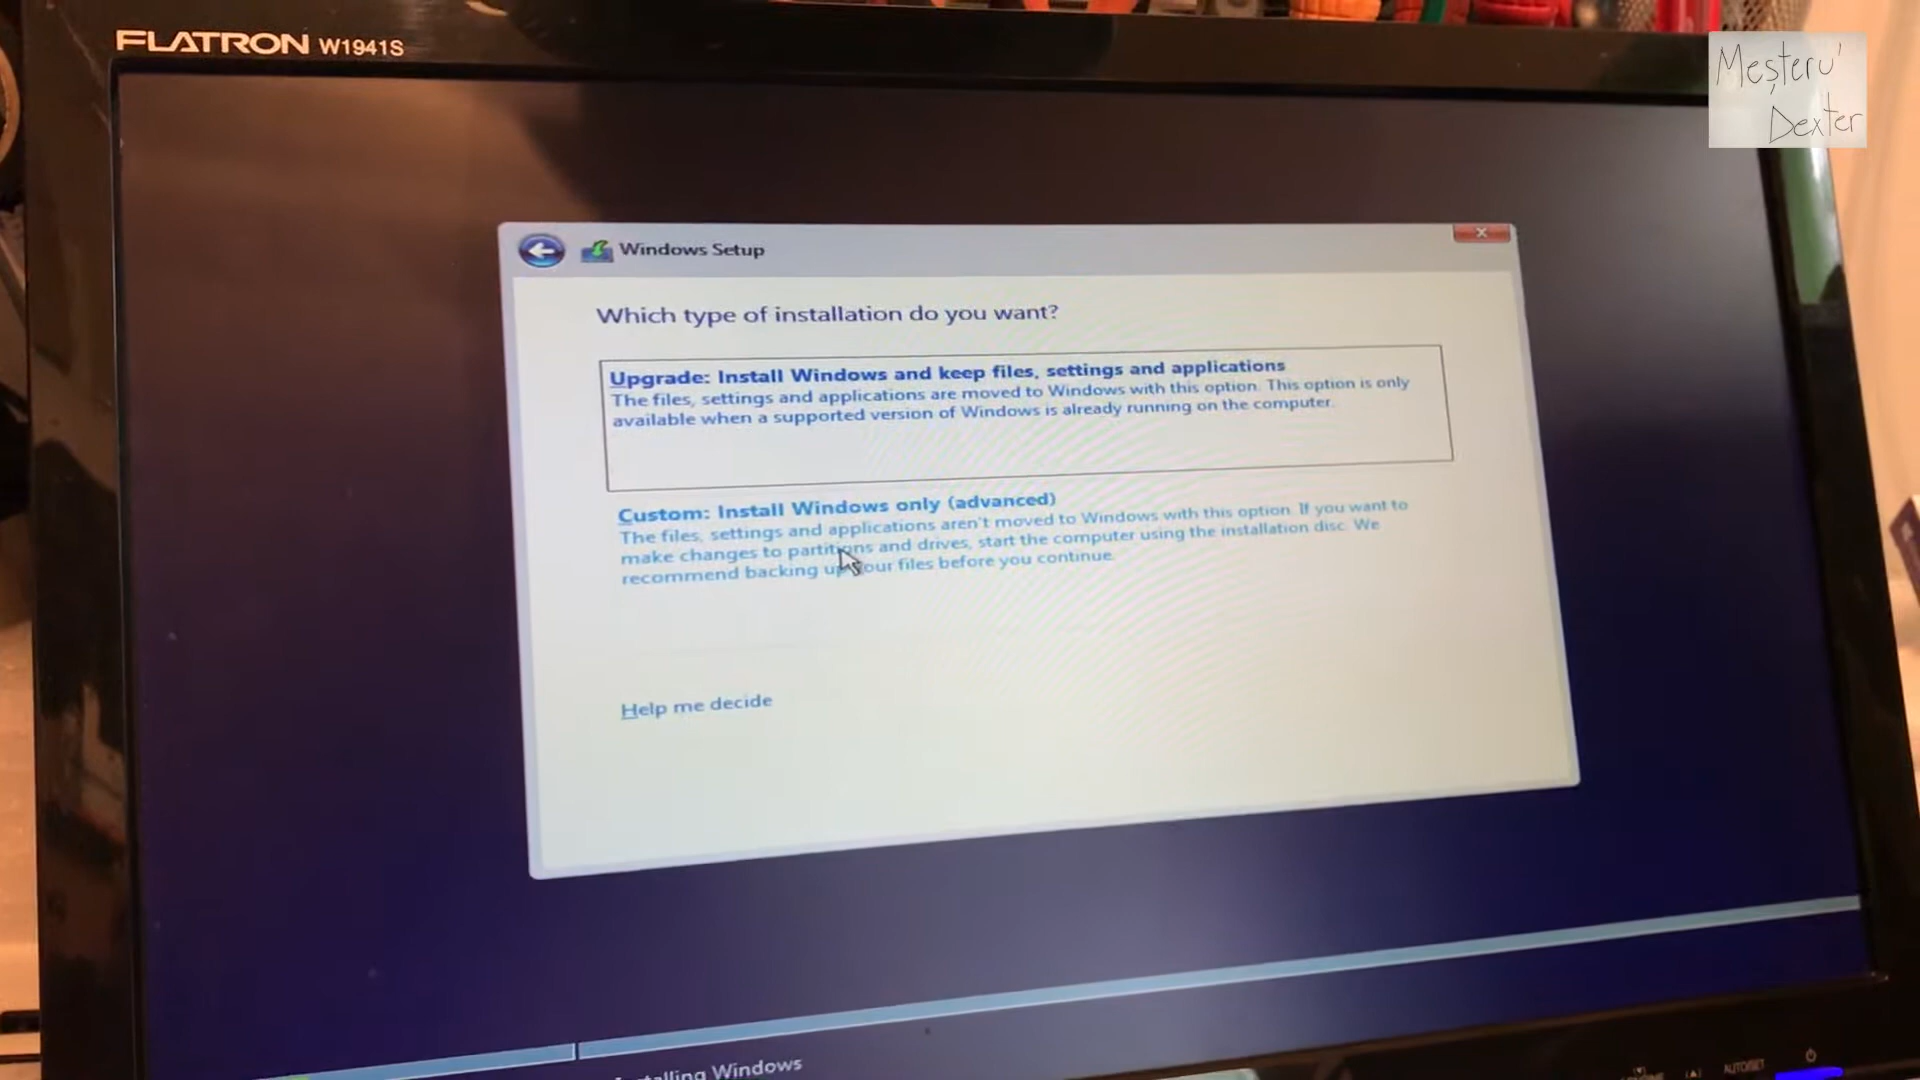 FLATRON W1941S
Meșteru'
Dexter
Windows Setup
Which type of installation do you want?
Upgrade: Install Windows and keep files, settings and applications
The files, settings and applications are moved to Windows with this option. This option is only
available when a supported version of Windows is already running on the computer.
Custom: Install Windows only (advanced)
The files, settings and applications aren't moved to Windows with this option. If you want to
make changes to partitions and drives, start the computer using the installation disc. We
recommend backing up your files before you continue.
Help me decide
Windows
AUTO/SET